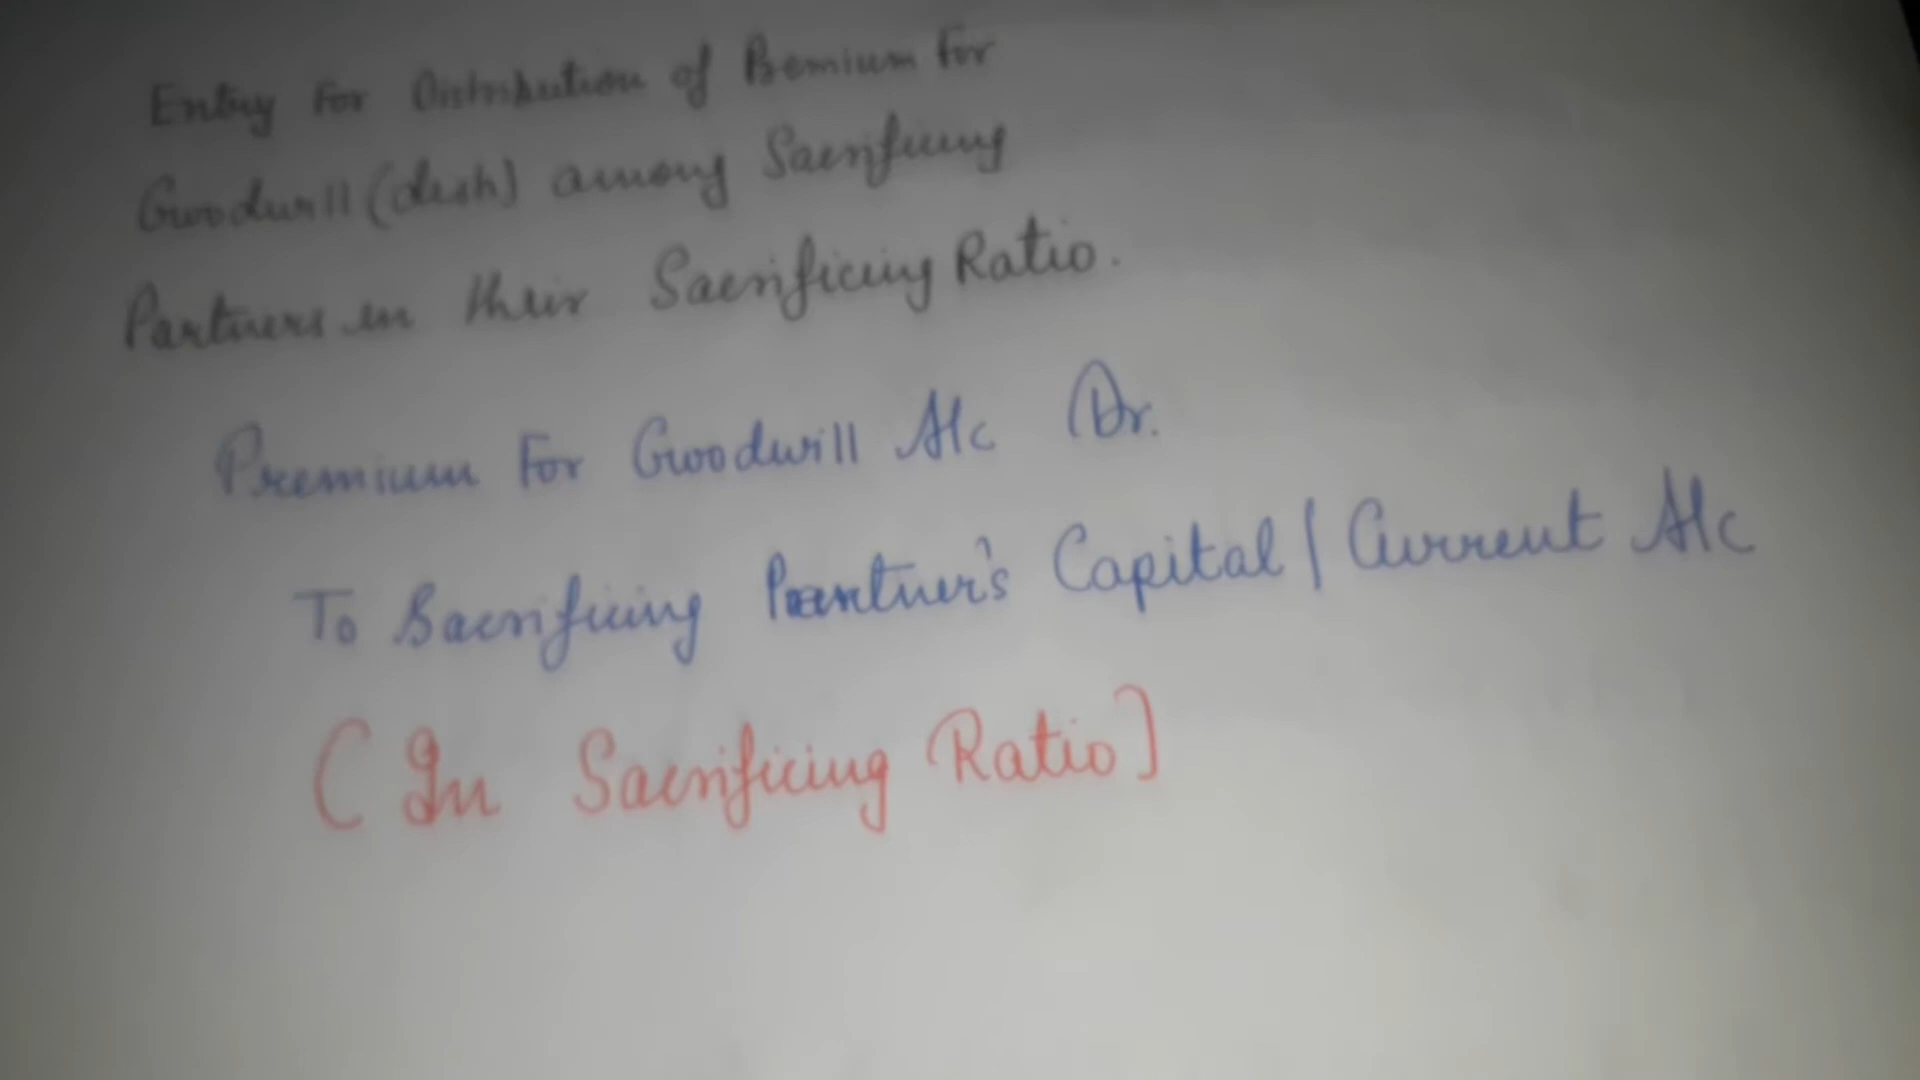 Entry For Distribution of Premium For
Goodwill (Cash) among Sacrificing
Partners in their Sacrificing Ratio.
Premium For Goodwill A/c Dr.
To Sacrificing Partner's Capital / Current A/c
(In Sacrificing Ratio]